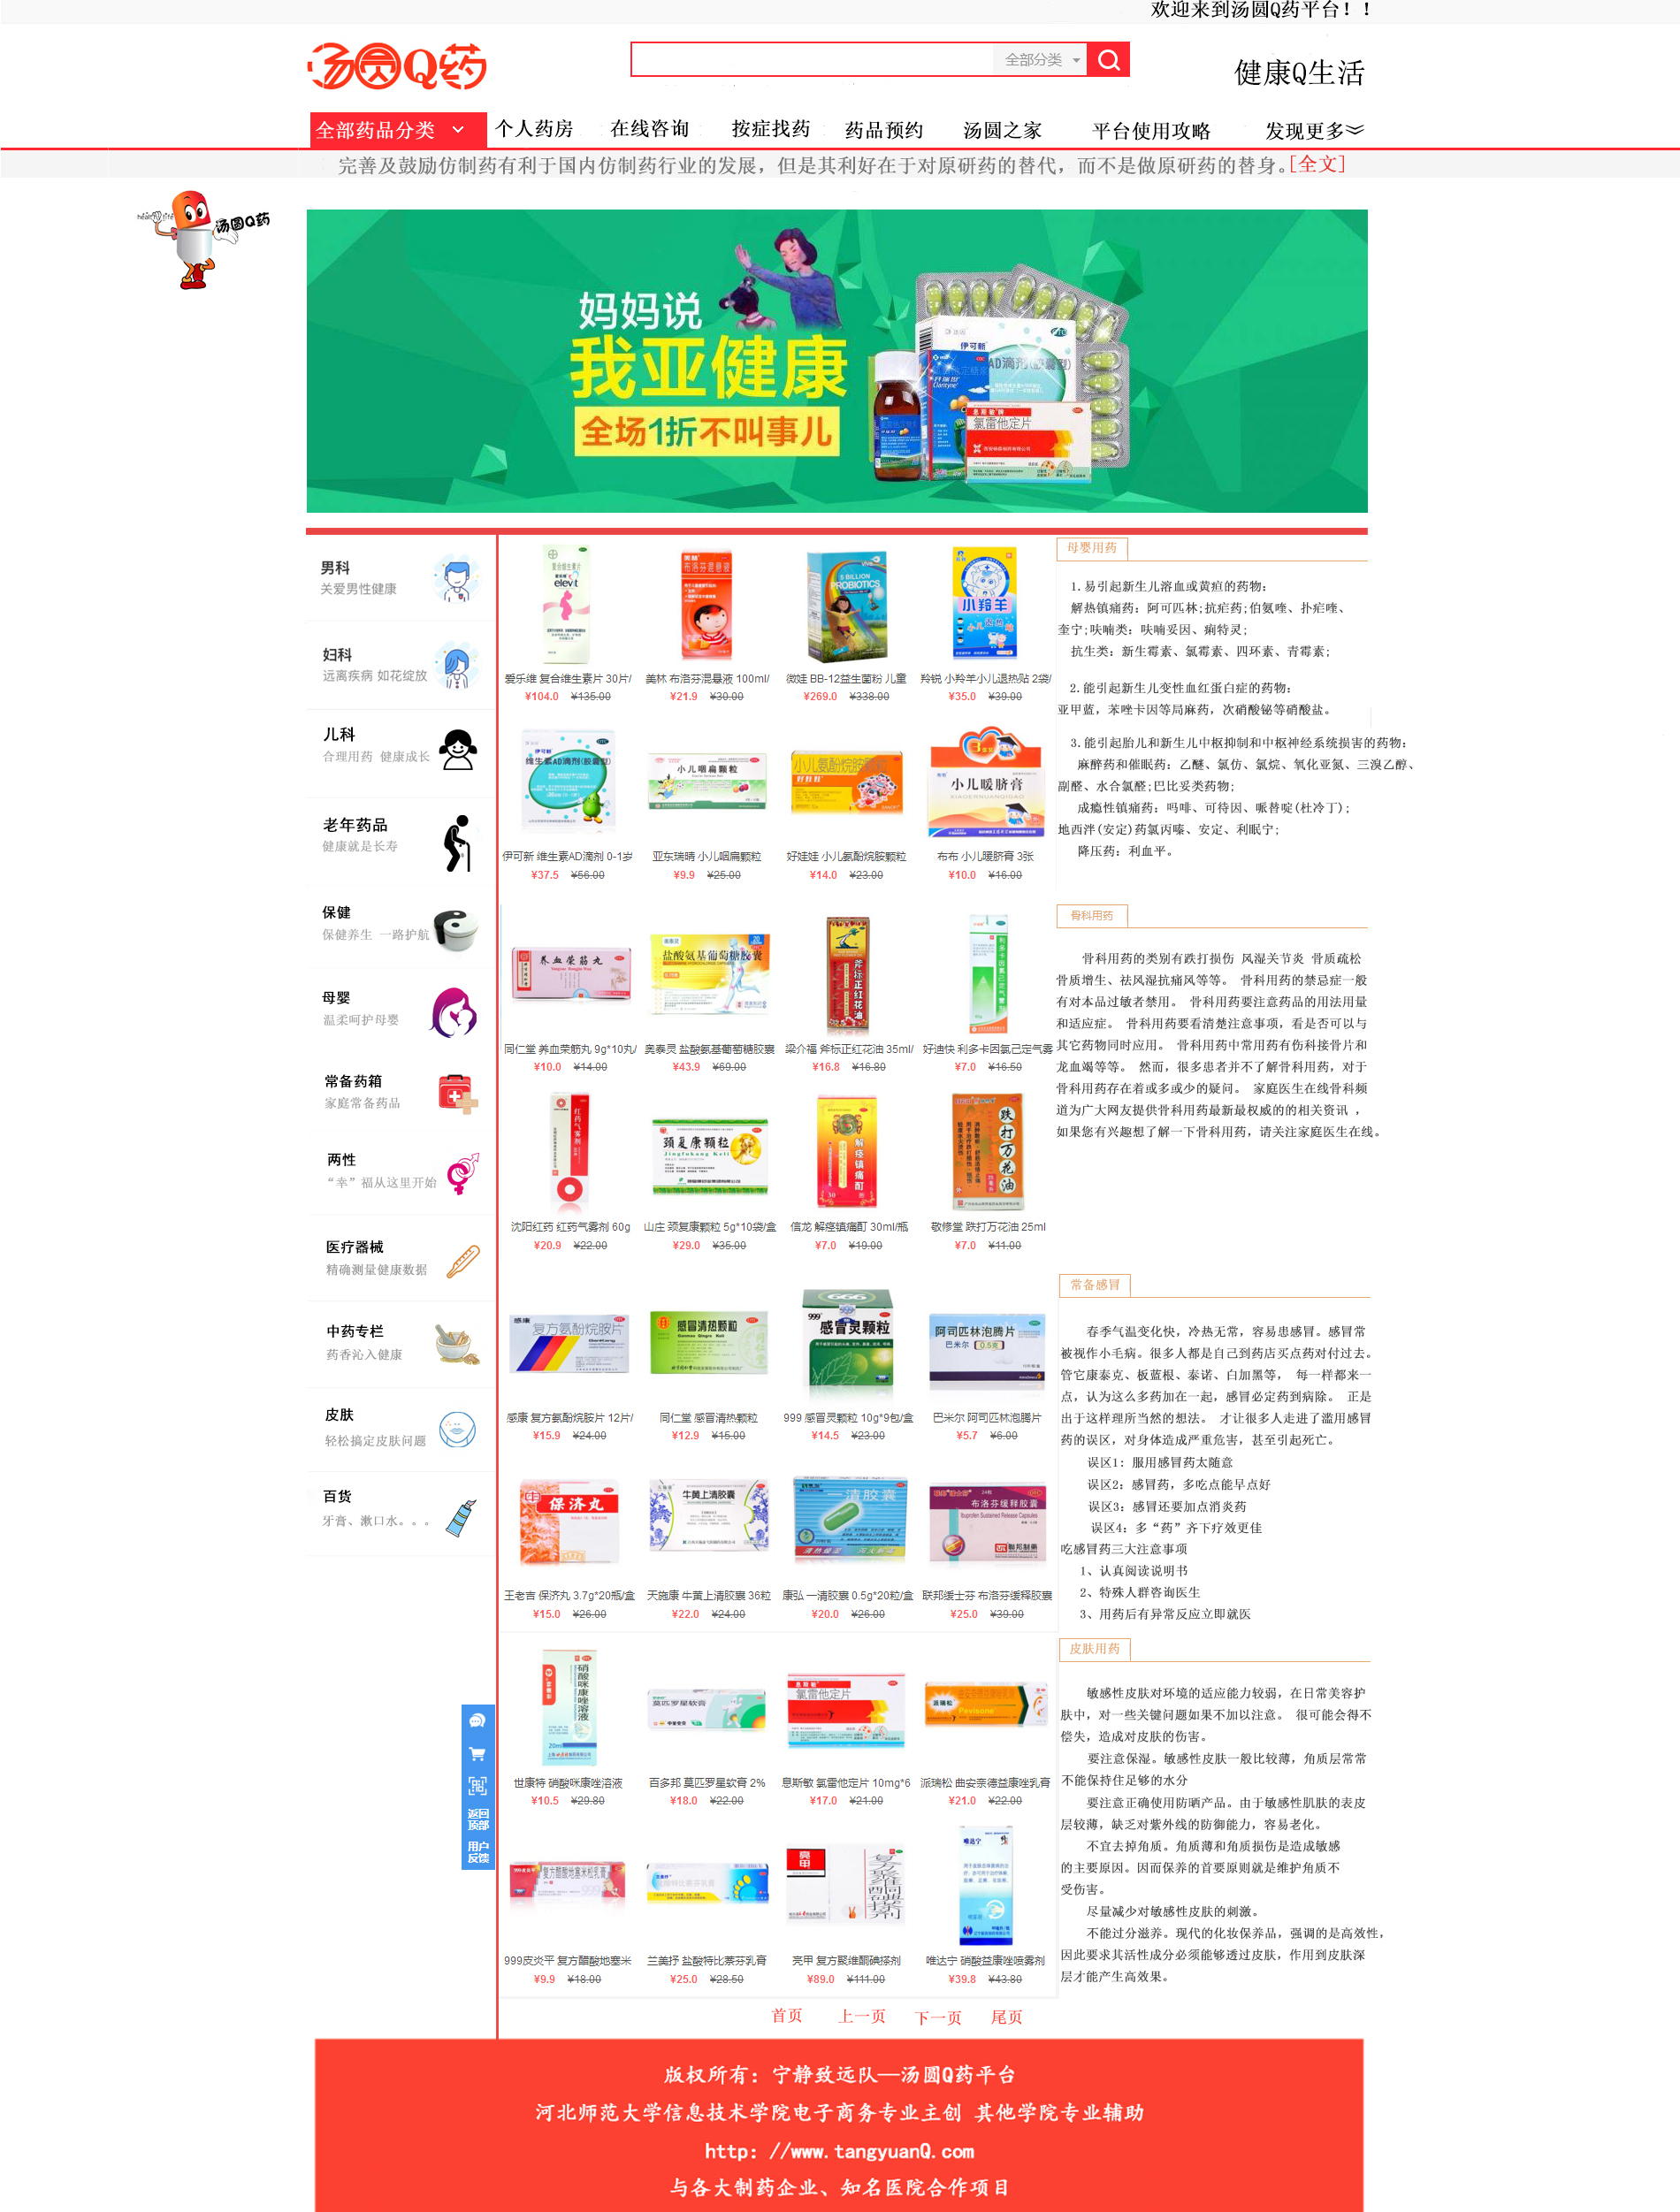 欢迎来到汤圆Q药平台！！
汤圆Q药
全部分类
健康Q生活
全部药品分类
个人药房
在线咨询
按症找药
药品预约
汤圆之家
平台使用攻略
发现更多
完善及鼓励仿制药有利于国内仿制药行业的发展，但是其利好在于对原研药的替代，而不是做原研药的替身。[全文]
汤圆Q药
妈妈说
我亚健康
全场1折不叫事儿
男科
关爱男性健康
妇科
远离疾病 如花绽放
儿科
合理用药 健康成长
老年药品
健康就是长寿
保健
保健养生 一路护航
母婴
温柔呵护母婴
常备药箱
家庭常备药品
两性
“幸”福从这里开始
医疗器械
精确测量健康数据
中药专栏
药香沁入健康
皮肤
轻松搞定皮肤问题
百货
牙膏、漱口水。。。
返回
顶部
用户
反馈
爱乐维 复合维生素片 30片/
¥104.0 ¥135.00
美林 布洛芬混悬液 100ml/
¥21.9 ¥30.00
微娃 BB-12益生菌粉 儿童
¥269.0 ¥338.00
羚锐 小羚羊小儿退热贴 2袋/
¥35.0 ¥39.00
伊可新 维生素AD滴剂 0-1岁
¥37.5 ¥56.00
亚东瑞晴 小儿咽扁颗粒
¥9.9 ¥25.00
好娃娃 小儿氨酚烷胺颗粒
¥14.0 ¥23.00
布布 小儿暖脐膏 3张
¥10.0 ¥16.00
母婴用药
1.易引起新生儿溶血或黄疸的药物：
解热镇痛药：阿可匹林;抗疟药;伯氨喹、扑疟喹、
奎宁;呋喃类：呋喃妥因、痢特灵;
抗生类：新生霉素、氯霉素、四环素、青霉素;
2.能引起新生儿变性血红蛋白症的药物：
亚甲蓝，苯唑卡因等局麻药，次硝酸铋等硝酸盐。
3.能引起胎儿和新生儿中枢抑制和中枢神经系统损害的药物：
麻醉药和催眠药：乙醚、氯仿、氯烷、氧化亚氮、三溴乙醇、
副醛、水合氯醛;巴比妥类药物;
成瘾性镇痛药：吗啡、可待因、哌替啶(杜冷丁);
地西泮(安定)药氯丙嗪、安定、利眠宁;
降压药：利血平。
同仁堂 养血荣筋丸 9g*10丸/
¥10.0 ¥14.00
奥泰灵 盐酸氨基葡萄糖胶囊
¥43.9 ¥69.00
梁介福 斧标正红花油 35ml/
¥16.8 ¥16.80
好迪快 利多卡因氯己定气雾
¥7.0 ¥16.50
沈阳红药 红药气雾剂 60g
¥20.9 ¥22.00
山庄 颈复康颗粒 5g*10袋/盒
¥29.0 ¥35.00
信龙 解痉镇痛酊 30ml/瓶
¥7.0 ¥19.00
敬修堂 跌打万花油 25ml
¥7.0 ¥11.00
骨科用药
骨科用药的类别有跌打损伤 风湿关节炎 骨质疏松
骨质增生、祛风湿抗痛风等等。 骨科用药的禁忌症一般
有对本品过敏者禁用。 骨科用药要注意药品的用法用量
和适应症。 骨科用药要看清楚注意事项，看是否可以与
其它药物同时应用。 骨科用药中常用药有伤科接骨片和
龙血竭等等。 然而，很多患者并不了解骨科用药，对于
骨科用药存在着或多或少的疑问。 家庭医生在线骨科频
道为广大网友提供骨科用药最新最权威的的相关资讯 ，
如果您有兴趣想了解一下骨科用药，请关注家庭医生在线。
感康 复方氨酚烷胺片 12片/
¥15.9 ¥24.00
同仁堂 感冒清热颗粒
¥12.9 ¥15.00
999 感冒灵颗粒 10g*9包/盒
¥14.5 ¥23.00
巴米尔 阿司匹林泡腾片
¥5.7 ¥6.00
王老吉 保济丸 3.7g*20瓶/盒
¥15.0 ¥26.00
天施康 牛黄上清胶囊 36粒
¥22.0 ¥24.00
康弘 一清胶囊 0.5g*20粒/盒
¥20.0 ¥26.00
联邦缓士芬 布洛芬缓释胶囊
¥25.0 ¥39.00
常备感冒
春季气温变化快，冷热无常，容易患感冒。感冒常
被视作小毛病。很多人都是自己到药店买点药对付过去。
管它康泰克、板蓝根、泰诺、白加黑等， 每一样都来一
点，认为这么多药加在一起，感冒必定药到病除。 正是
出于这样理所当然的想法。 才让很多人走进了滥用感冒
药的误区，对身体造成严重危害，甚至引起死亡。
误区1：服用感冒药太随意
误区2：感冒药，多吃点能早点好
误区3：感冒还要加点消炎药
误区4：多“药”齐下疗效更佳
吃感冒药三大注意事项
1、认真阅读说明书
2、特殊人群咨询医生
3、用药后有异常反应立即就医
世康特 硝酸咪康唑溶液
¥10.5 ¥29.80
百多邦 莫匹罗星软膏 2%
¥18.0 ¥22.00
息斯敏 氯雷他定片 10mg*6
¥17.0 ¥21.00
派瑞松 曲安奈德益康唑乳膏
¥21.0 ¥22.00
999皮炎平 复方醋酸地塞米
¥9.9 ¥18.00
兰美抒 盐酸特比萘芬乳膏
¥25.0 ¥28.50
亮甲 复方聚维酮碘搽剂
¥89.0 ¥111.00
唯达宁 硝酸益康唑喷雾剂
¥39.8 ¥43.80
皮肤用药
敏感性皮肤对环境的适应能力较弱，在日常美容护
肤中，对一些关键问题如果不加以注意。 很可能会得不
偿失，造成对皮肤的伤害。
要注意保湿。敏感性皮肤一般比较薄，角质层常常
不能保持住足够的水分
要注意正确使用防晒产品。由于敏感性肌肤的表皮
层较薄，缺乏对紫外线的防御能力，容易老化。
不宜去掉角质。角质薄和角质损伤是造成敏感
的主要原因。因而保养的首要原则就是维护角质不
受伤害。
尽量减少对敏感性皮肤的刺激。
不能过分滋养。现代的化妆保养品，强调的是高效性，
因此要求其活性成分必须能够透过皮肤，作用到皮肤深
层才能产生高效果。
首页
上一页
下一页
尾页
版权所有：宁静致远队—汤圆Q药平台
河北师范大学信息技术学院电子商务专业主创 其他学院专业辅助
http：//www.tangyuanQ.com
与各大制药企业、知名医院合作项目